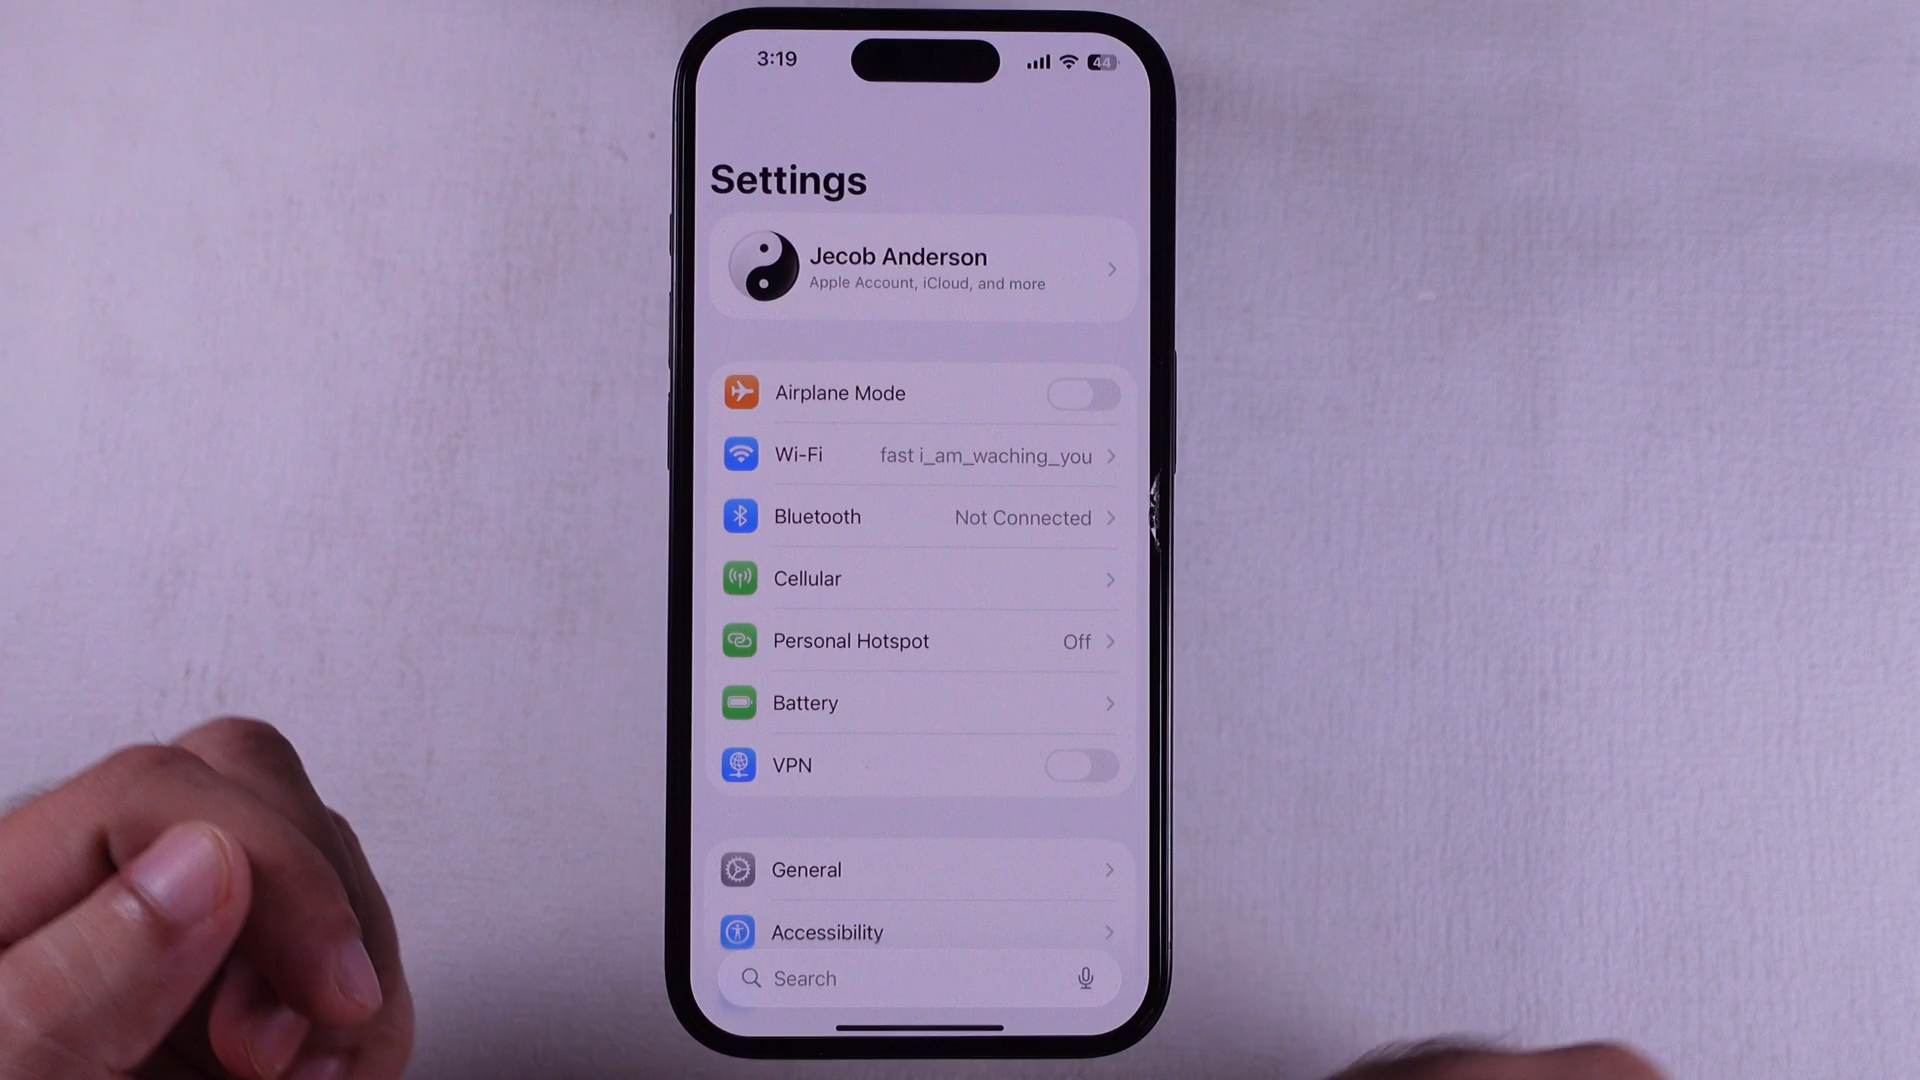 3:19
44
Settings
Jecob Anderson
Apple Account, iCloud, and more
Airplane Mode
Wi-Fi fast i_am_waching_you
Bluetooth Not Connected
Cellular
Personal Hotspot Off
Battery
VPN
General
Accessibility
Search